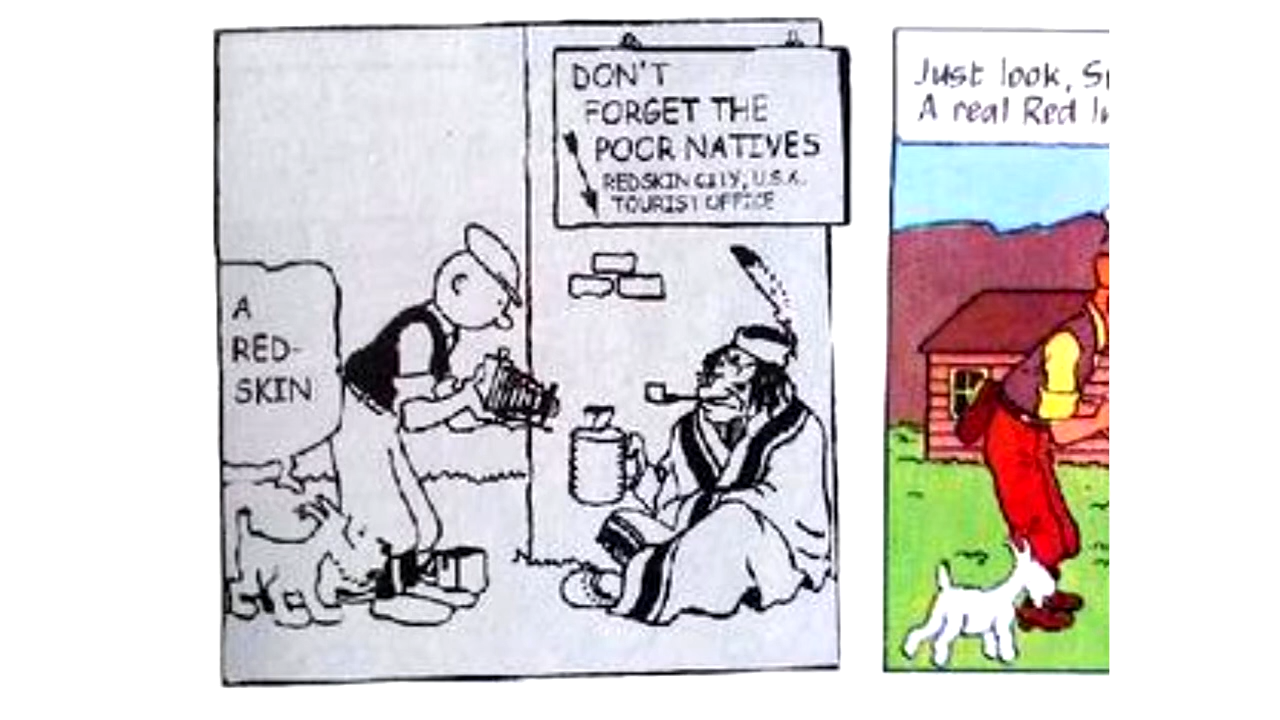 DON'T
FORGET THE
POOR NATIVES
REDSKIN CITY, U.S.A.
TOURIST OFFICE
A
RED-
SKIN
Just look,
A real Red